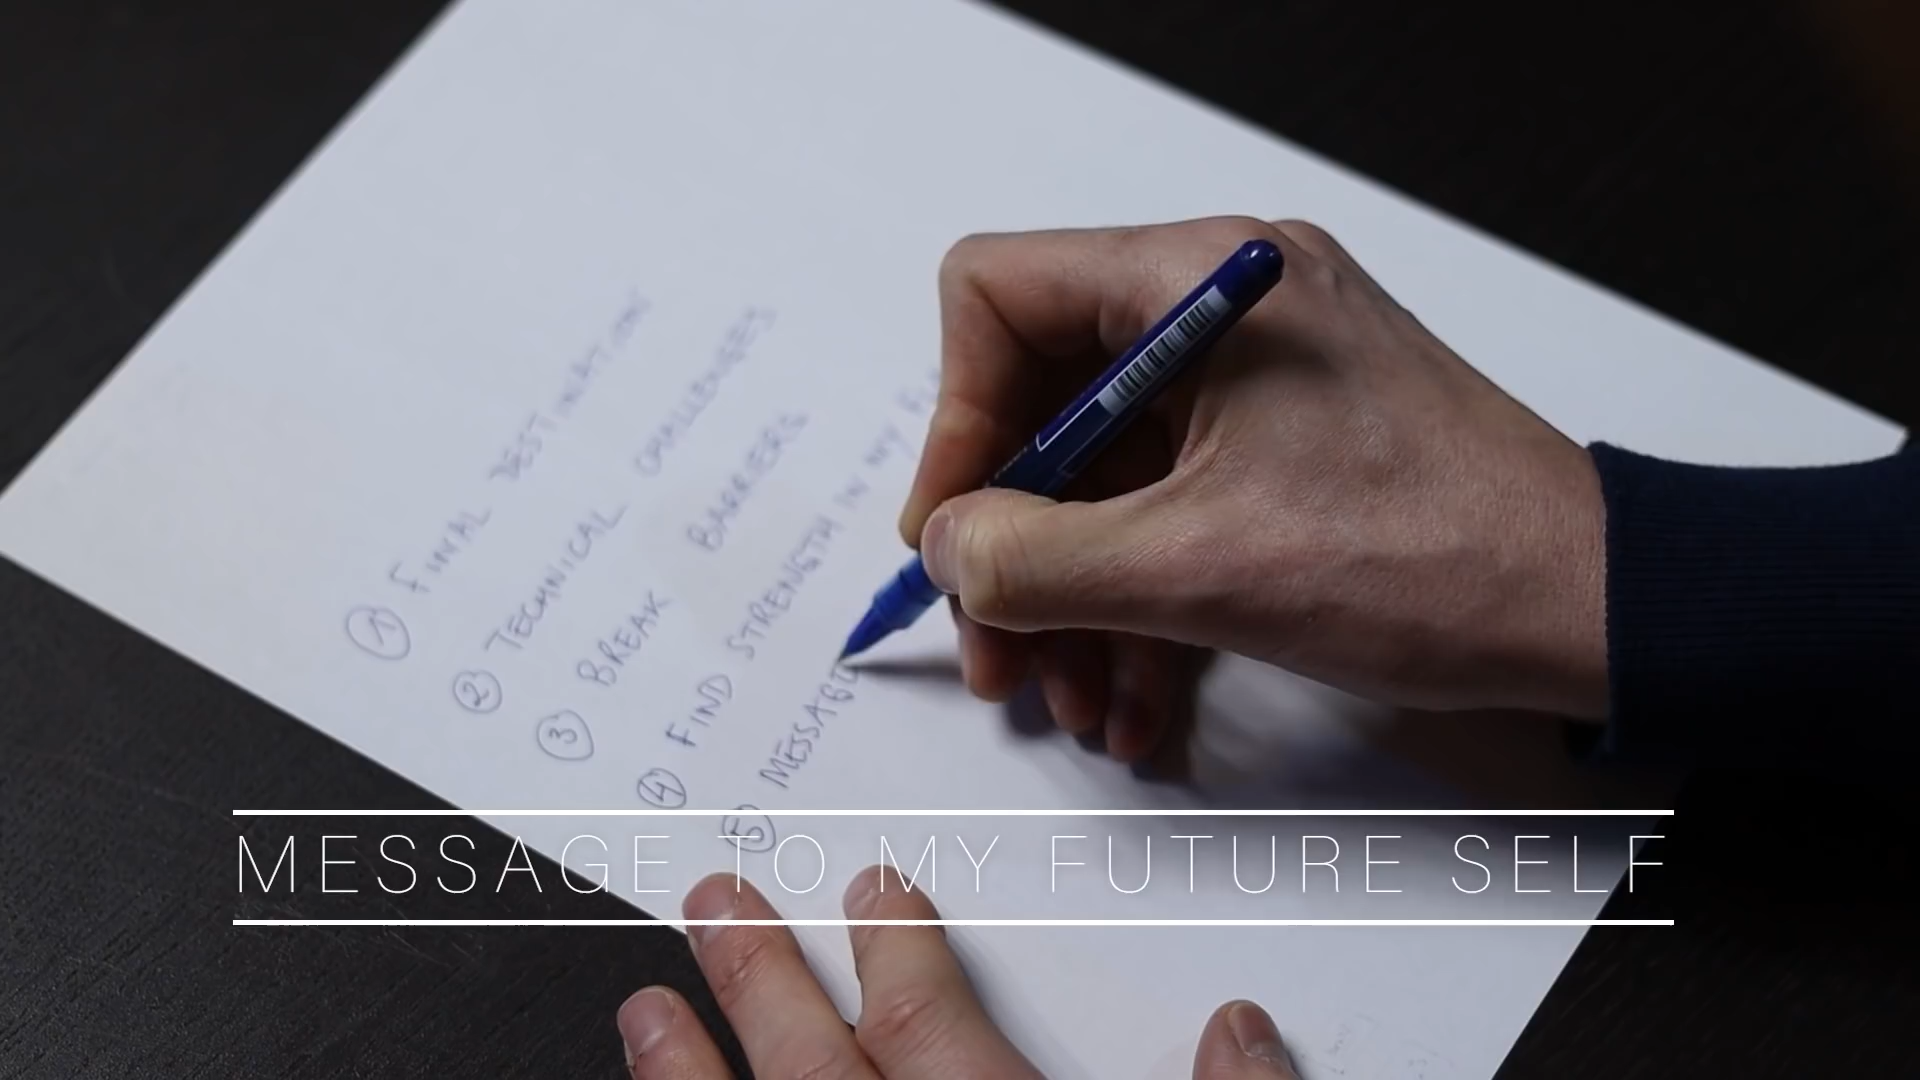 ① FINAL DESTINATION
② TECHNICAL CHALLENGES
③ BREAK BARRIERS
④ FIND STRENGTH IN MY
⑤ MESSAGE
MESSAGE TO MY FUTURE SELF